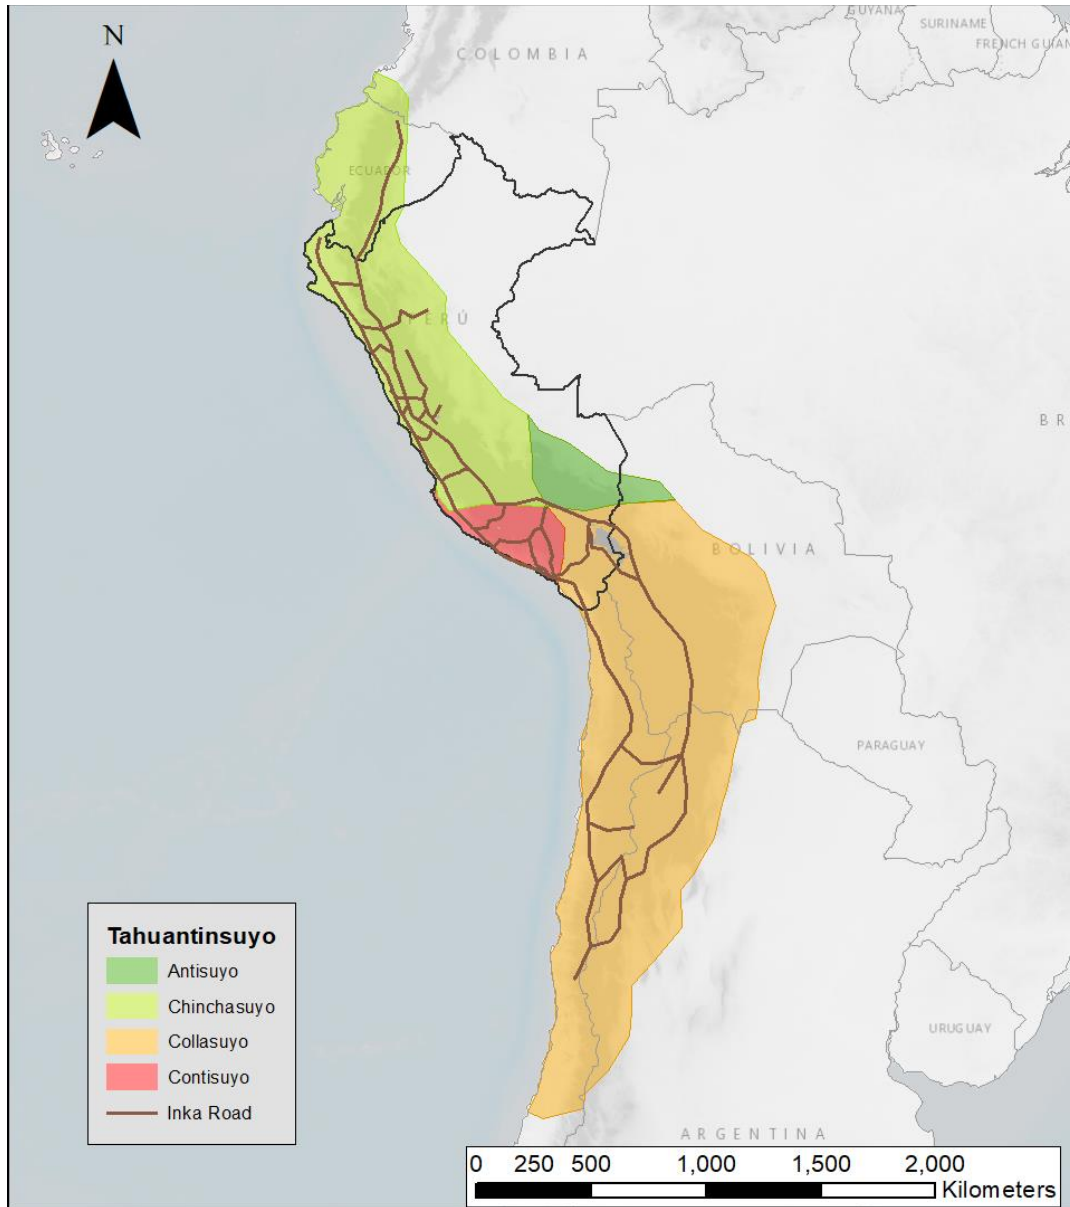 N
GUYANA
SURINAME
FRENCH GUIAN
COLOMBIA
ECUADOR
PERÚ
BR
BOLIVIA
PARAGUAY
Tahuantinsuyo
Antisuyo
Chinchasuyo
Collasuyo
Contisuyo
Inka Road
URUGUAY
ARGENTINA
0 250 500 1,000 1,500 2,000
Kilometers